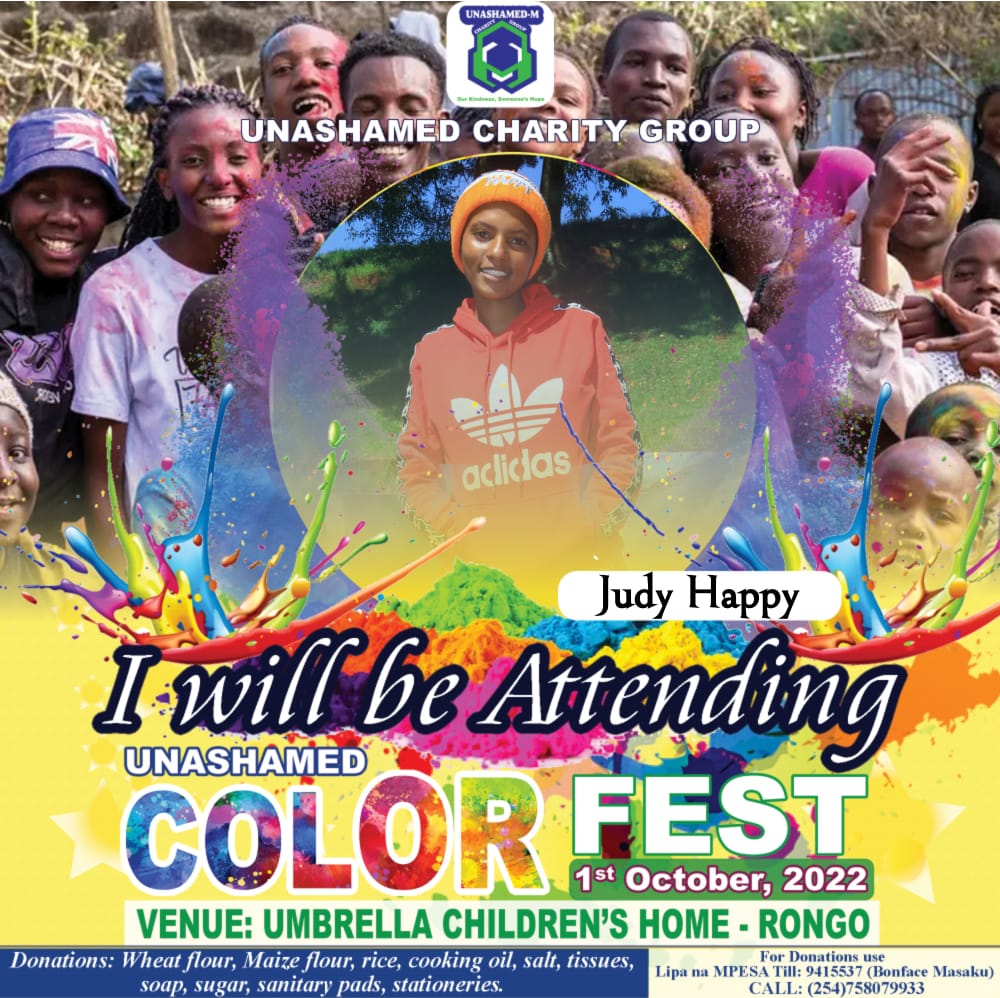 UNASHAMED-M
CHARITY GROUP
Our Kindness, Someone's Hope
UNASHAMED CHARITY GROUP
adidas
Judy Happy
I will be Attending
UNASHAMED
COLOR FEST
1st October, 2022
VENUE: UMBRELLA CHILDREN'S HOME - RONGO
Donations: Wheat flour, Maize flour, rice, cooking oil, salt, tissues,
soap, sugar, sanitary pads, stationeries.
For Donations use
Lipa na MPESA Till: 9415537 (Bonface Masaku)
CALL: (254)758079933